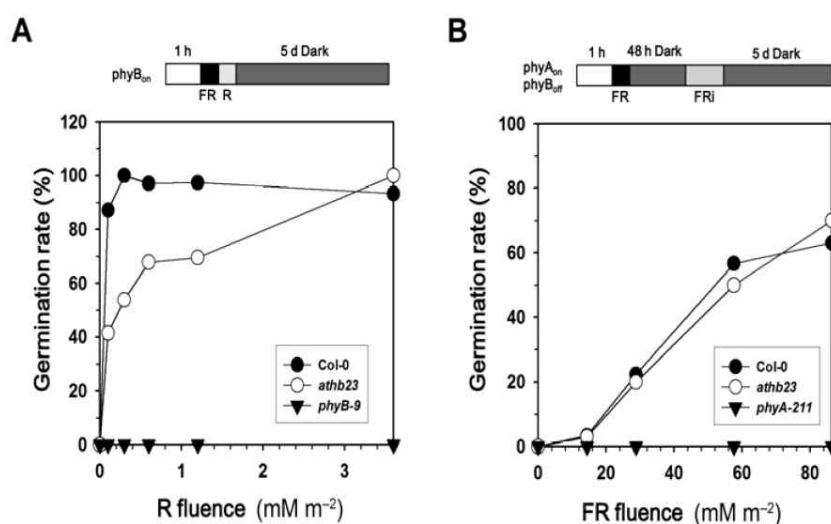 A
1 h 5 d Dark
phyBon
FR R
Germination rate (%)
120
100
80
60
40
20
0
Col-0
athb23
phyB-9
0 1 2 3
R fluence (mM m⁻²)
B
1 h 48 h Dark 5 d Dark
phyAon
phyBoff
FR FRi
Germination rate (%)
100
80
60
40
20
0
Col-0
athb23
phyA-211
0 20 40 60 80
FR fluence (mM m⁻²)